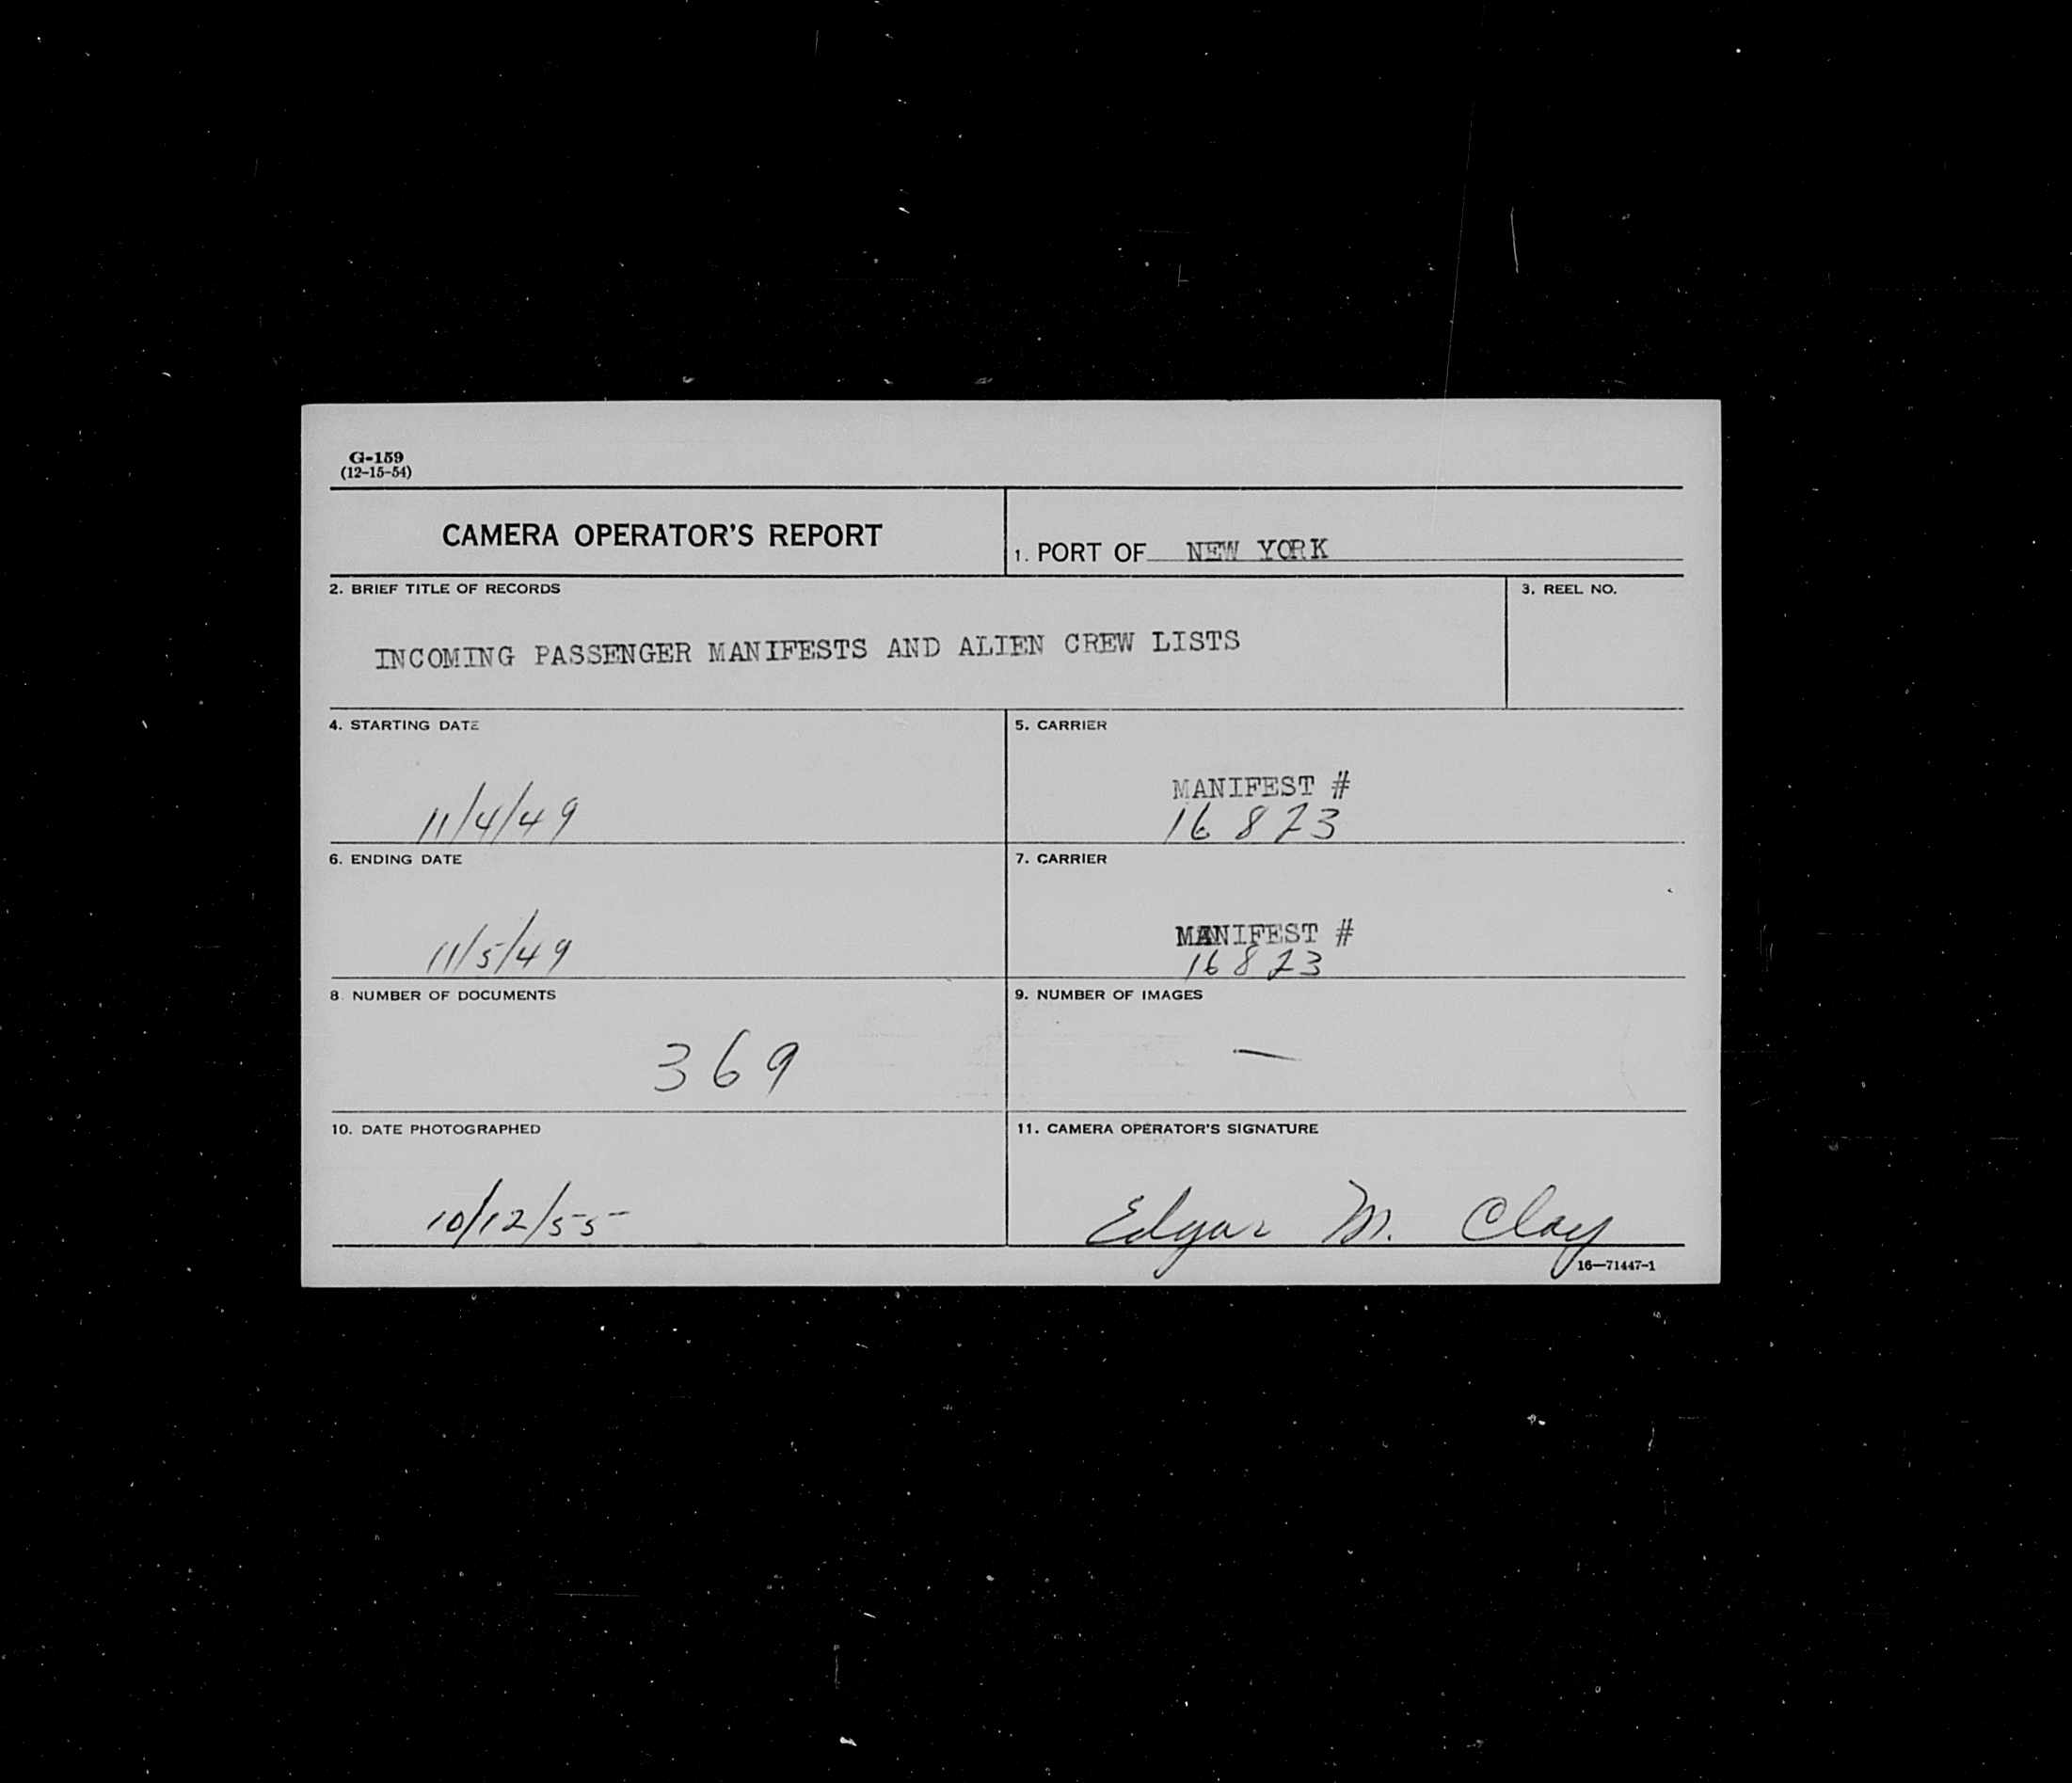 G-159
(12-15-54)
CAMERA OPERATOR'S REPORT
1. PORT OF NEW YORK
2. BRIEF TITLE OF RECORDS
3. REEL NO.
INCOMING PASSENGER MANIFESTS AND ALIEN CREW LISTS
4. STARTING DATE
5. CARRIER
MANIFEST #
11/4/49
16873
6. ENDING DATE
7. CARRIER
MANIFEST #
11/5/49
16873
8. NUMBER OF DOCUMENTS
9. NUMBER OF IMAGES
369
—
10. DATE PHOTOGRAPHED
11. CAMERA OPERATOR'S SIGNATURE
10/12/55
Edgar M. Clay
16—71447-1